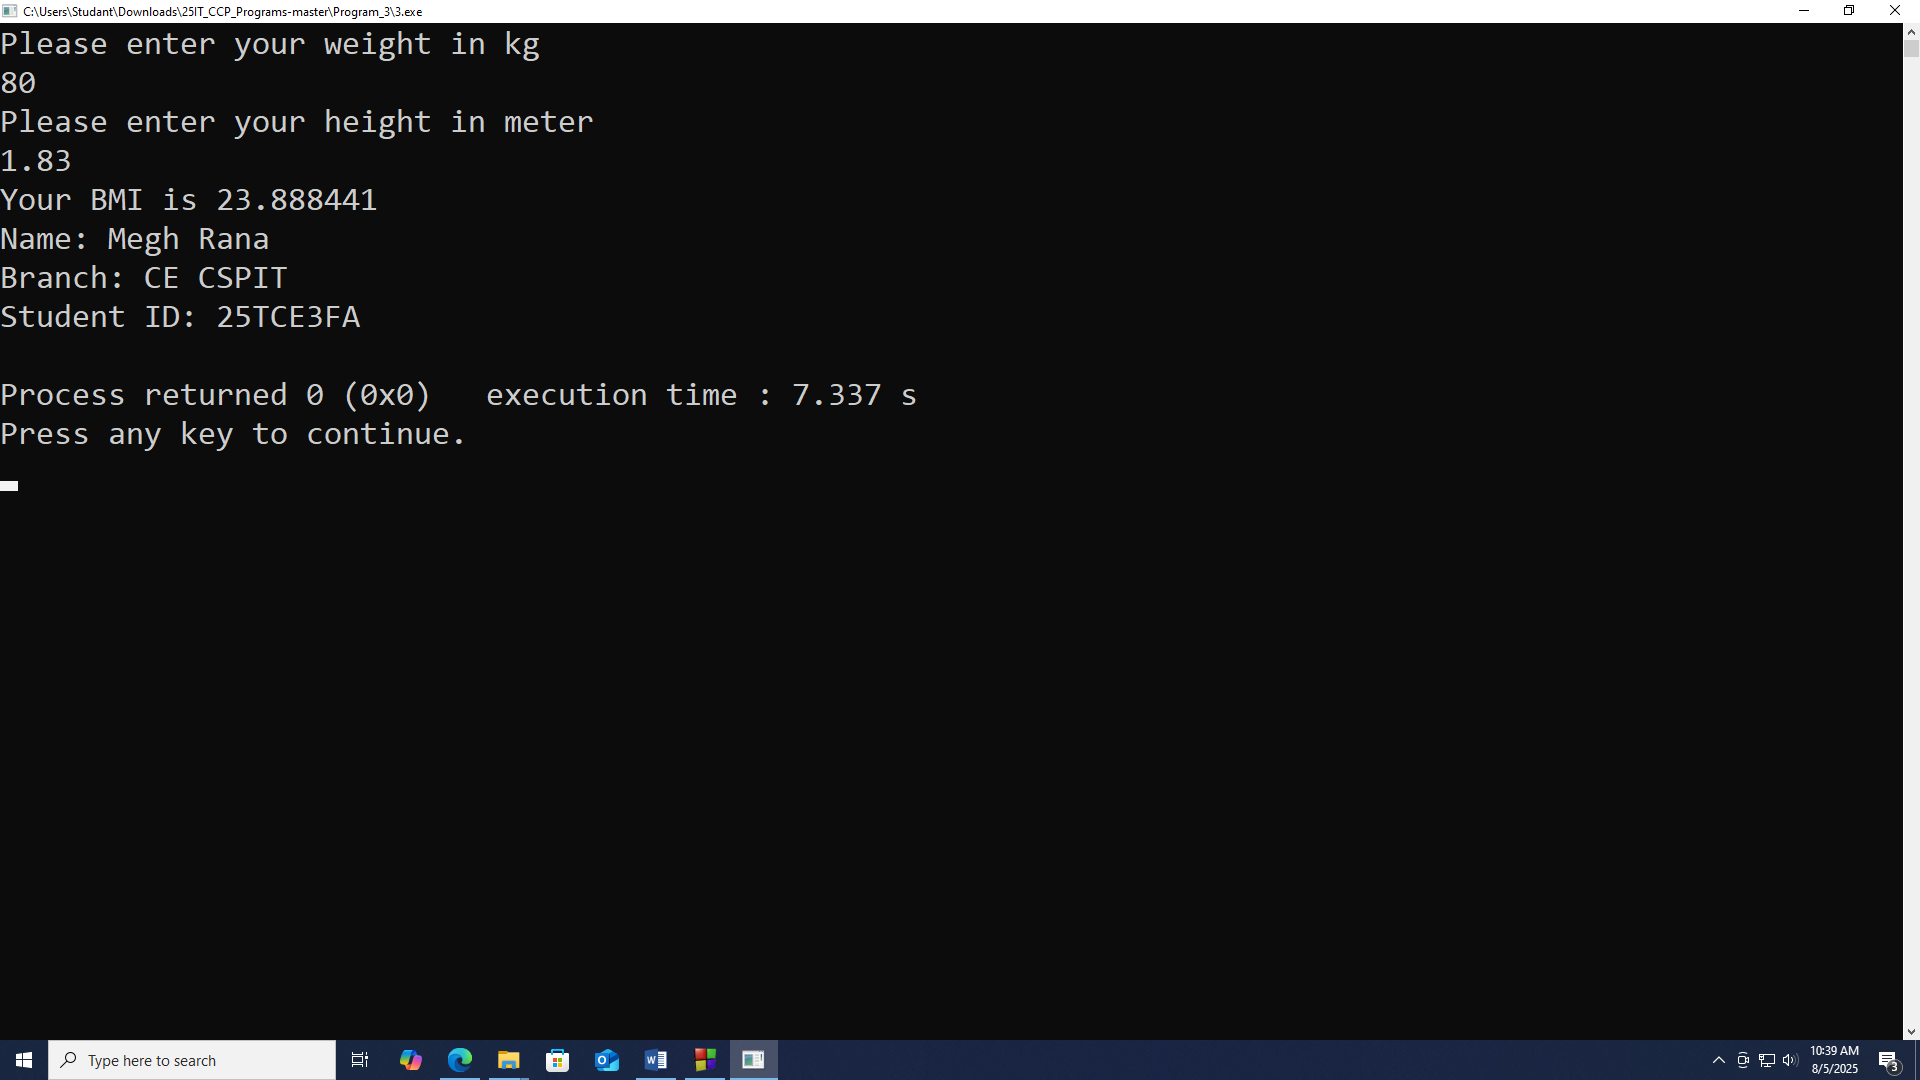 C:\Users\Studant\Downloads\25IT_CCP_Programs-master\Program_3\3.exe
Please enter your weight in kg
80
Please enter your height in meter
1.83
Your BMI is 23.888441
Name: Megh Rana
Branch: CE CSPIT
Student ID: 25TCE3FA
Process returned 0 (0x0)   execution time : 7.337 s
Press any key to continue.
Type here to search
10:39 AM
8/5/2025
3